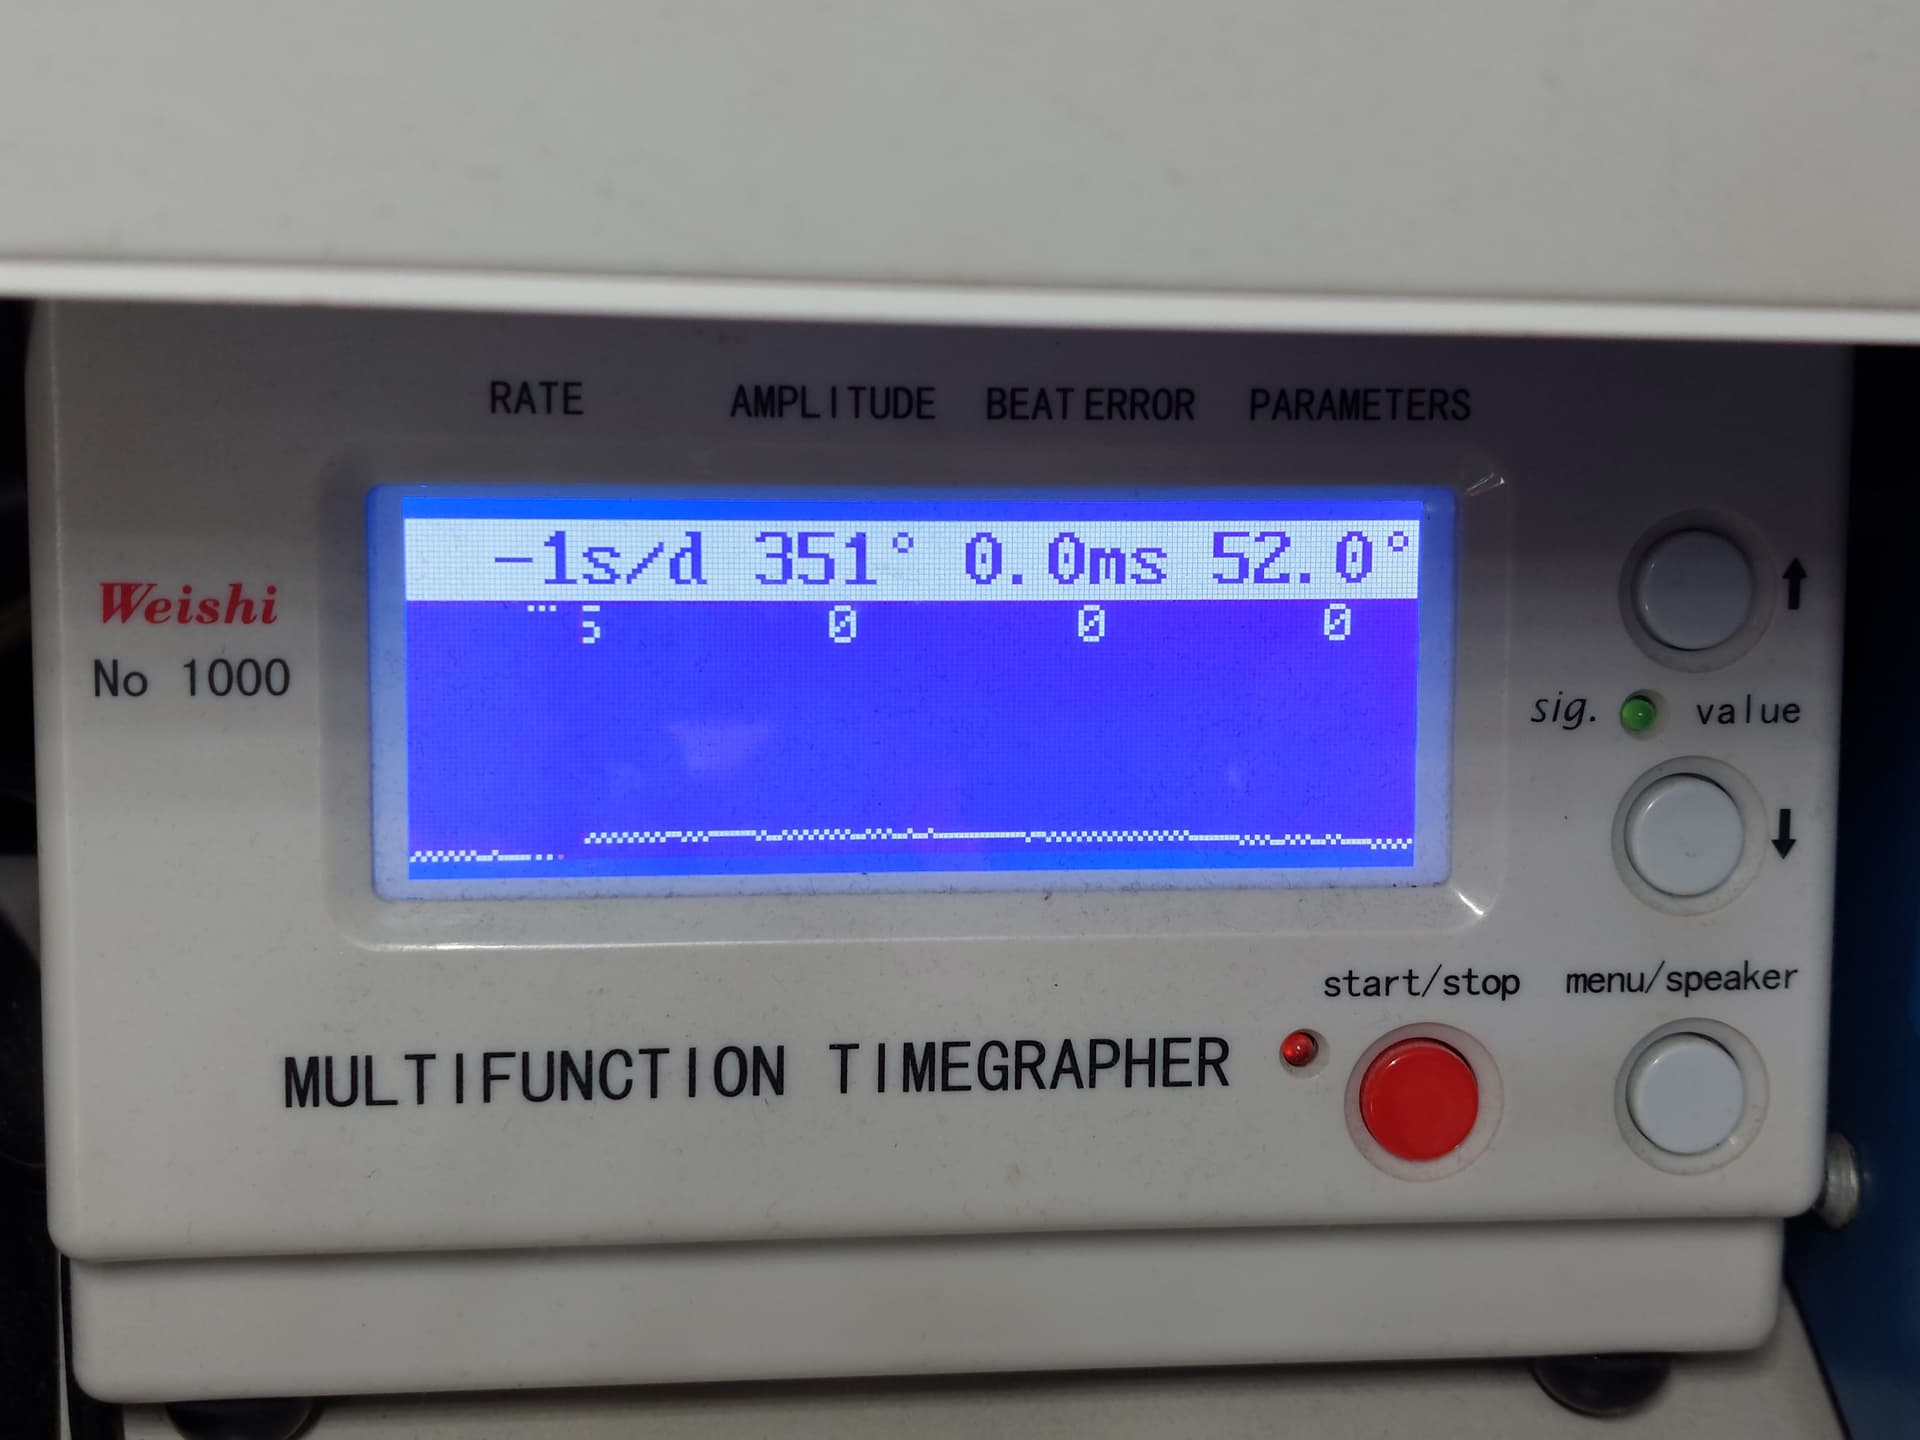 RATE AMPLITUDE BEAT ERROR PARAMETERS
-1s/d 351° 0.0ms 52.0°
5 0 0 0
Weishi
No 1000
sig. value
start/stop menu/speaker
MULTIFUNCTION TIMEGRAPHER